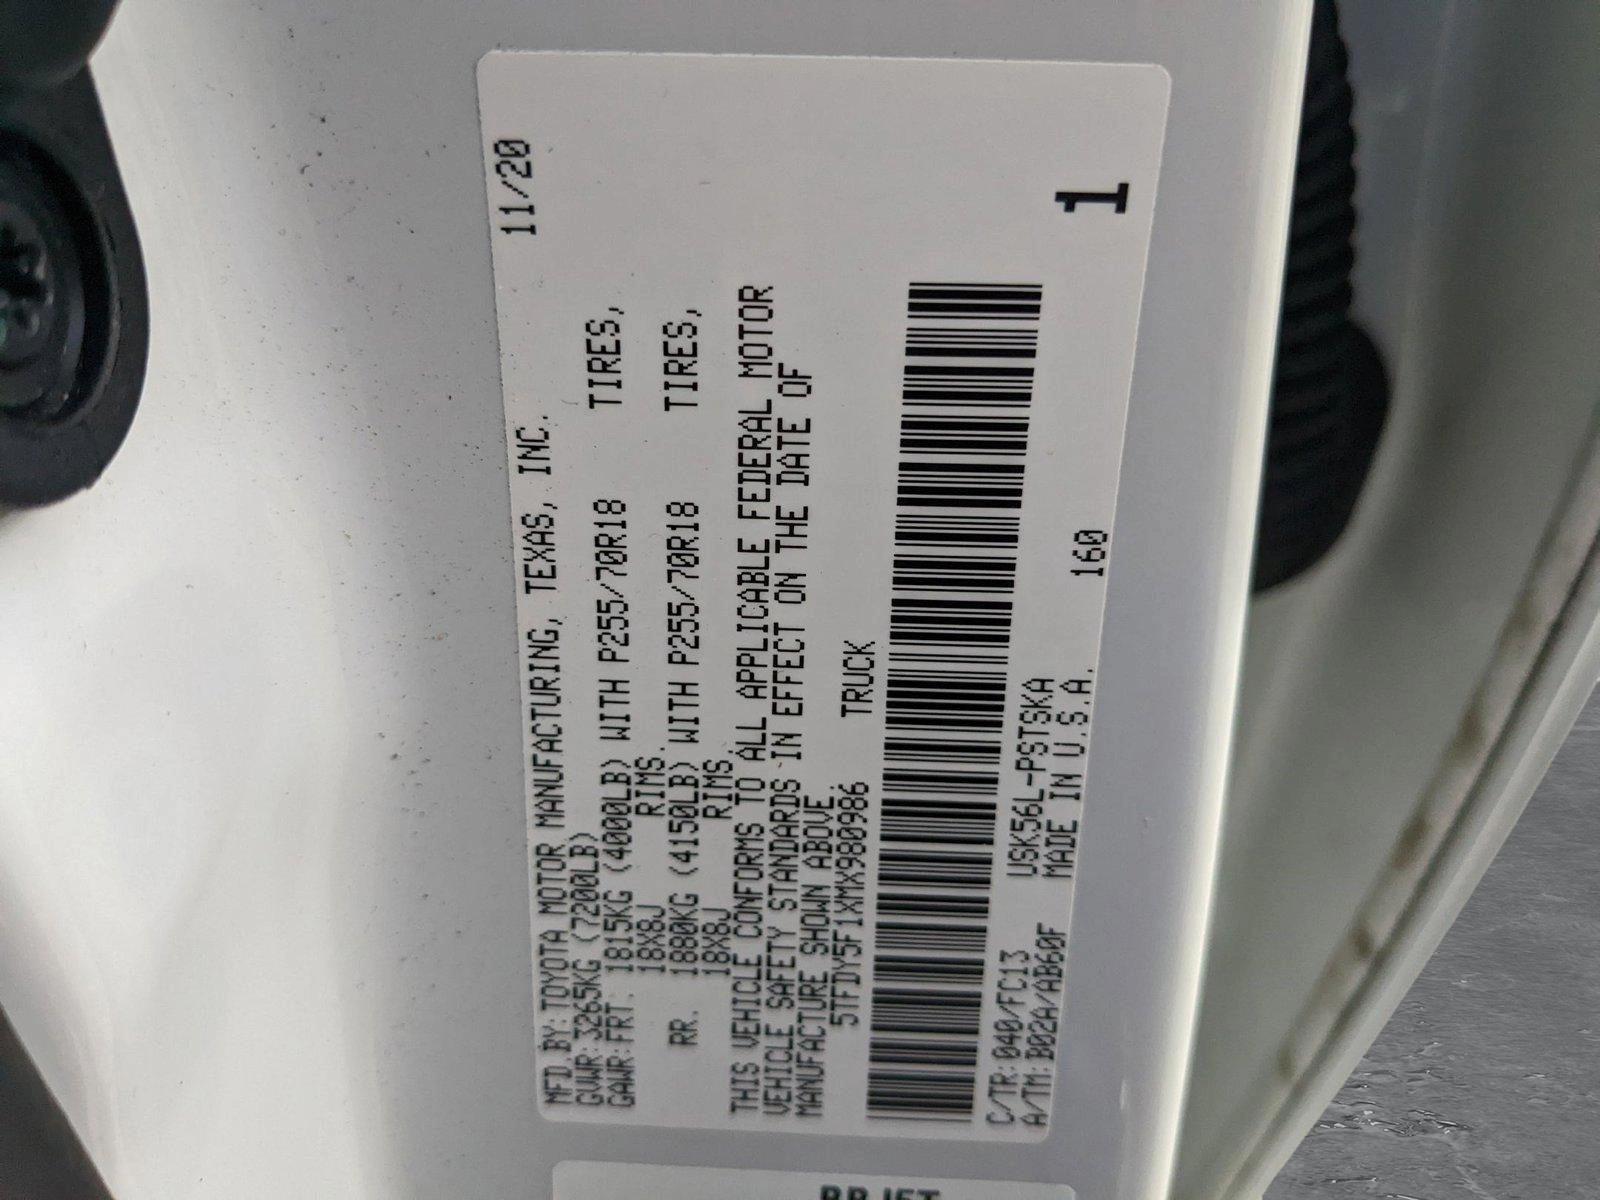 MFD.BY:TOYOTA MOTOR MANUFACTURING, TEXAS, INC. 11/20
GVWR:3265KG (7200LB)
GAWR:FRT. 1815KG (4000LB) WITH P255/70R18 TIRES,
18X8J RIMS.
RR. 1880KG (4150LB) WITH P255/70R18 TIRES,
18X8J RIMS.
THIS VEHICLE CONFORMS TO ALL APPLICABLE FEDERAL MOTOR
VEHICLE SAFETY STANDARDS IN EFFECT ON THE DATE OF
MANUFACTURE SHOWN ABOVE.
5TFDY5F1XMX980986 TRUCK
C/TR:040/FC13 USK56L-PSTSKA 160 1
A/TM:B02A/AB60F MADE IN U.S.A.